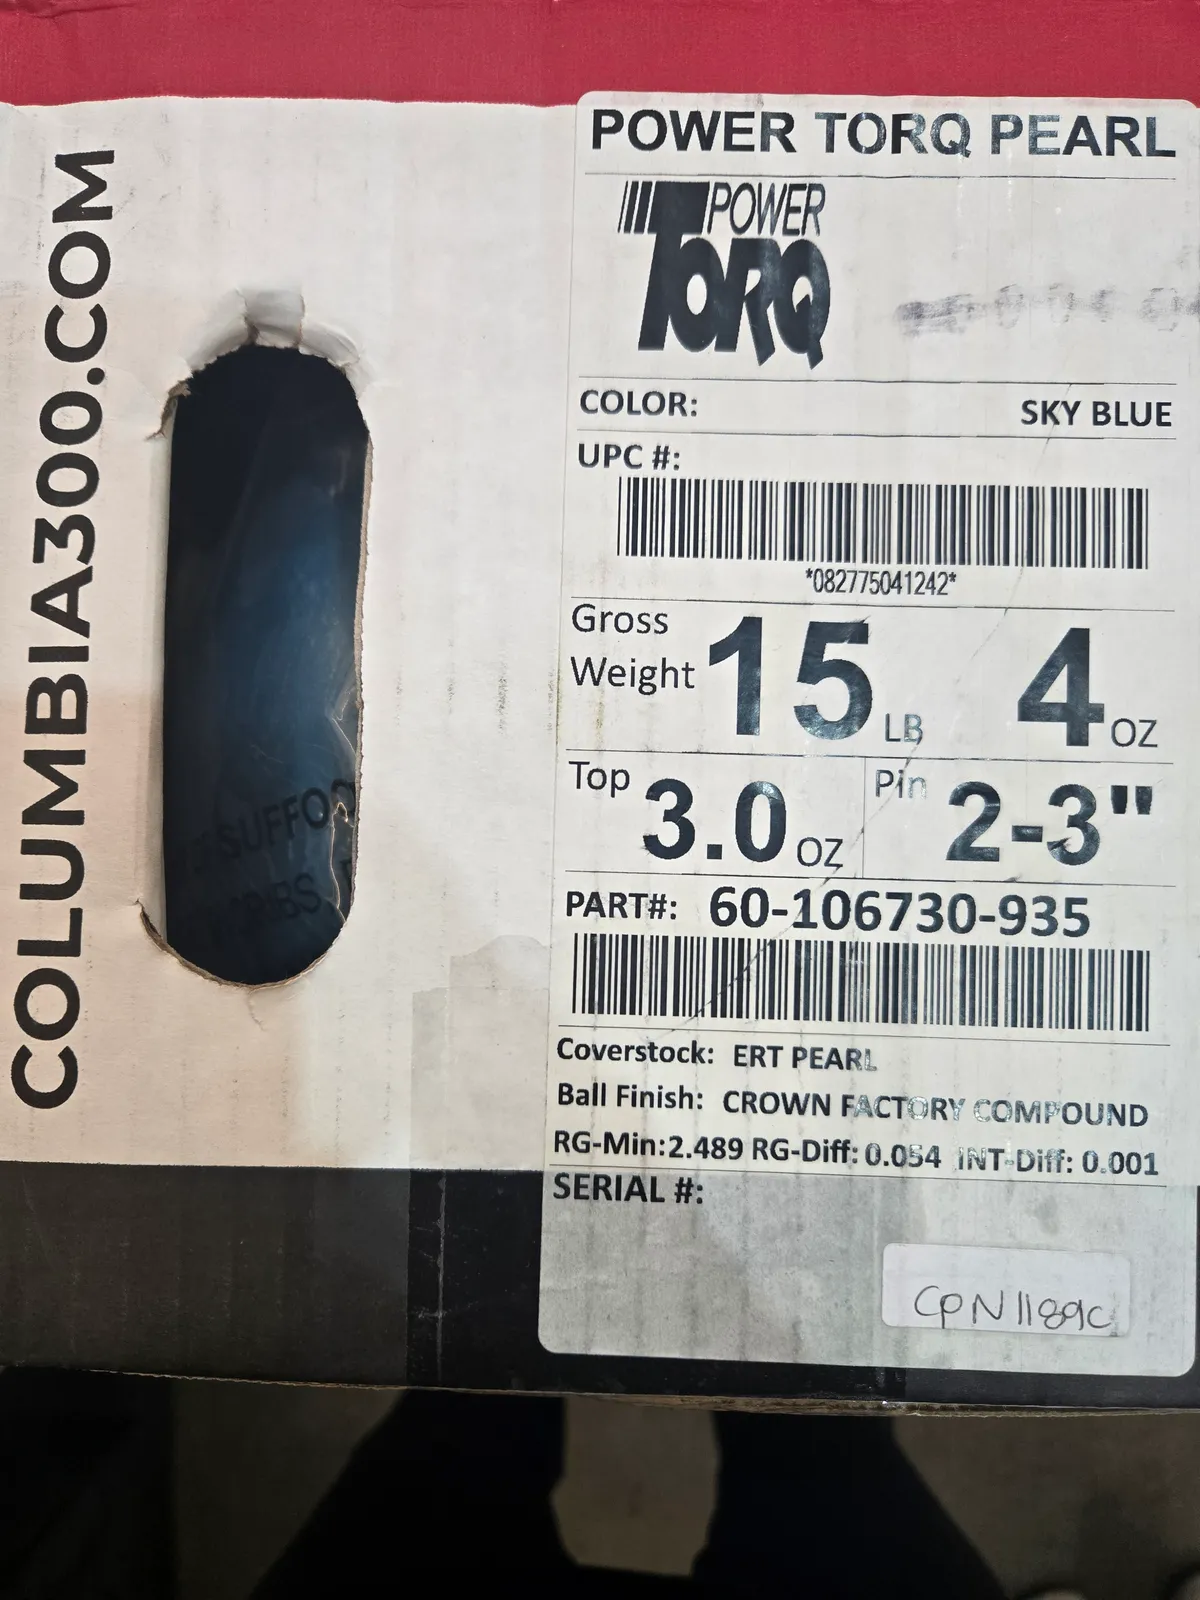 COLUMBIA300.COM
POWER TORQ PEARL
POWER
TORQ
COLOR: SKY BLUE
UPC #:
*082775041242*
Gross
Weight 15 LB 4 OZ
Top 3.0 OZ Pin 2-3"
PART#: 60-106730-935
Coverstock: ERT PEARL
Ball Finish: CROWN FACTORY COMPOUND
RG-Min:2.489 RG-Diff: 0.054 INT-Diff: 0.001
SERIAL #:
CPN1189C